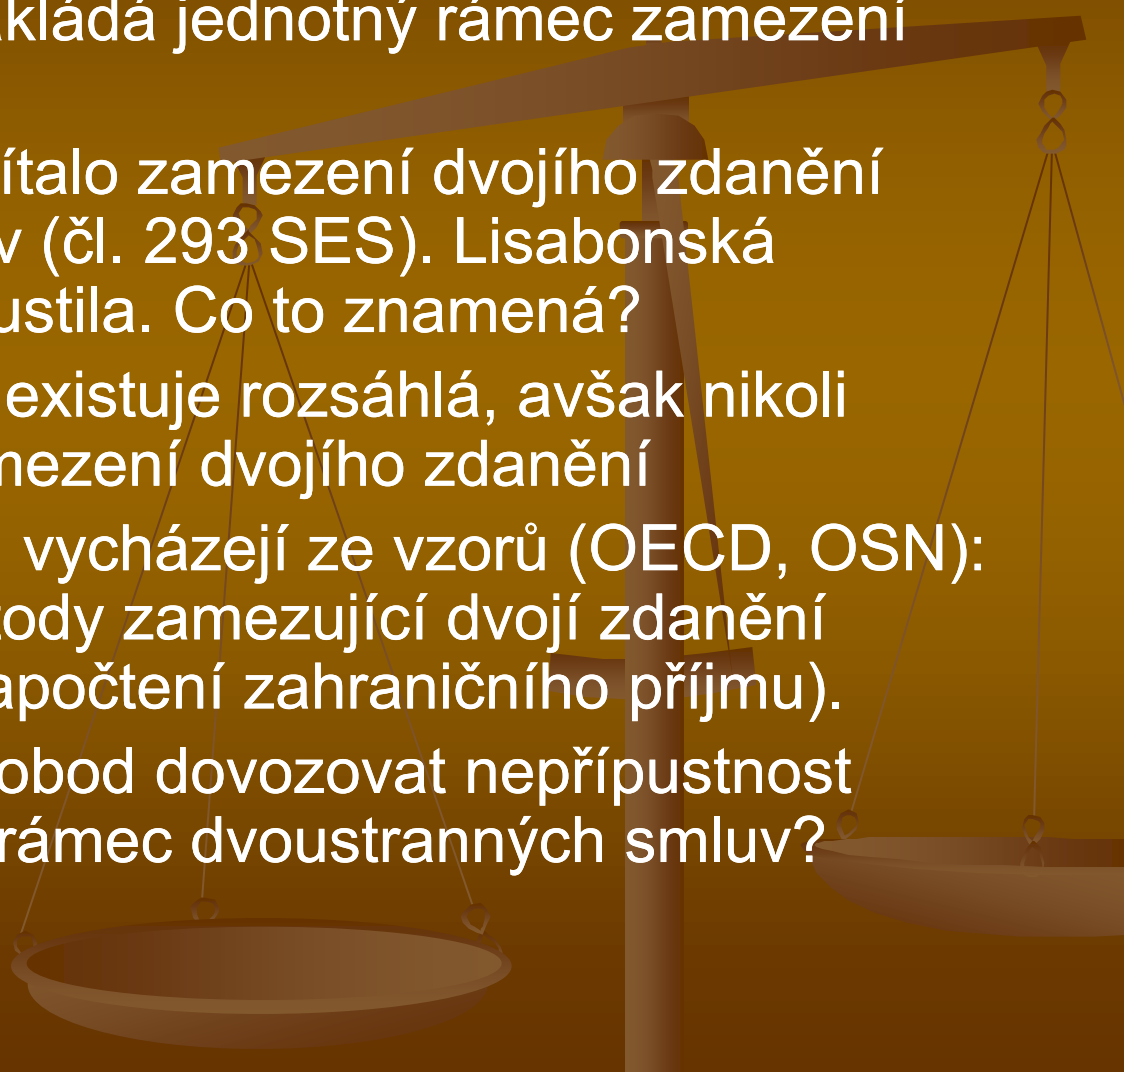 kládá jednotný rámec zamezení
ítalo zamezení dvojího zdanění
v (čl. 293 SES). Lisabonská
ustila. Co to znamená?
existuje rozsáhlá, avšak nikoli
mezení dvojího zdanění
vycházejí ze vzorů (OECD, OSN):
tody zamezující dvojí zdanění
apočtení zahraničního příjmu).
obod dovozovat nepřípustnost
rámec dvoustranných smluv?